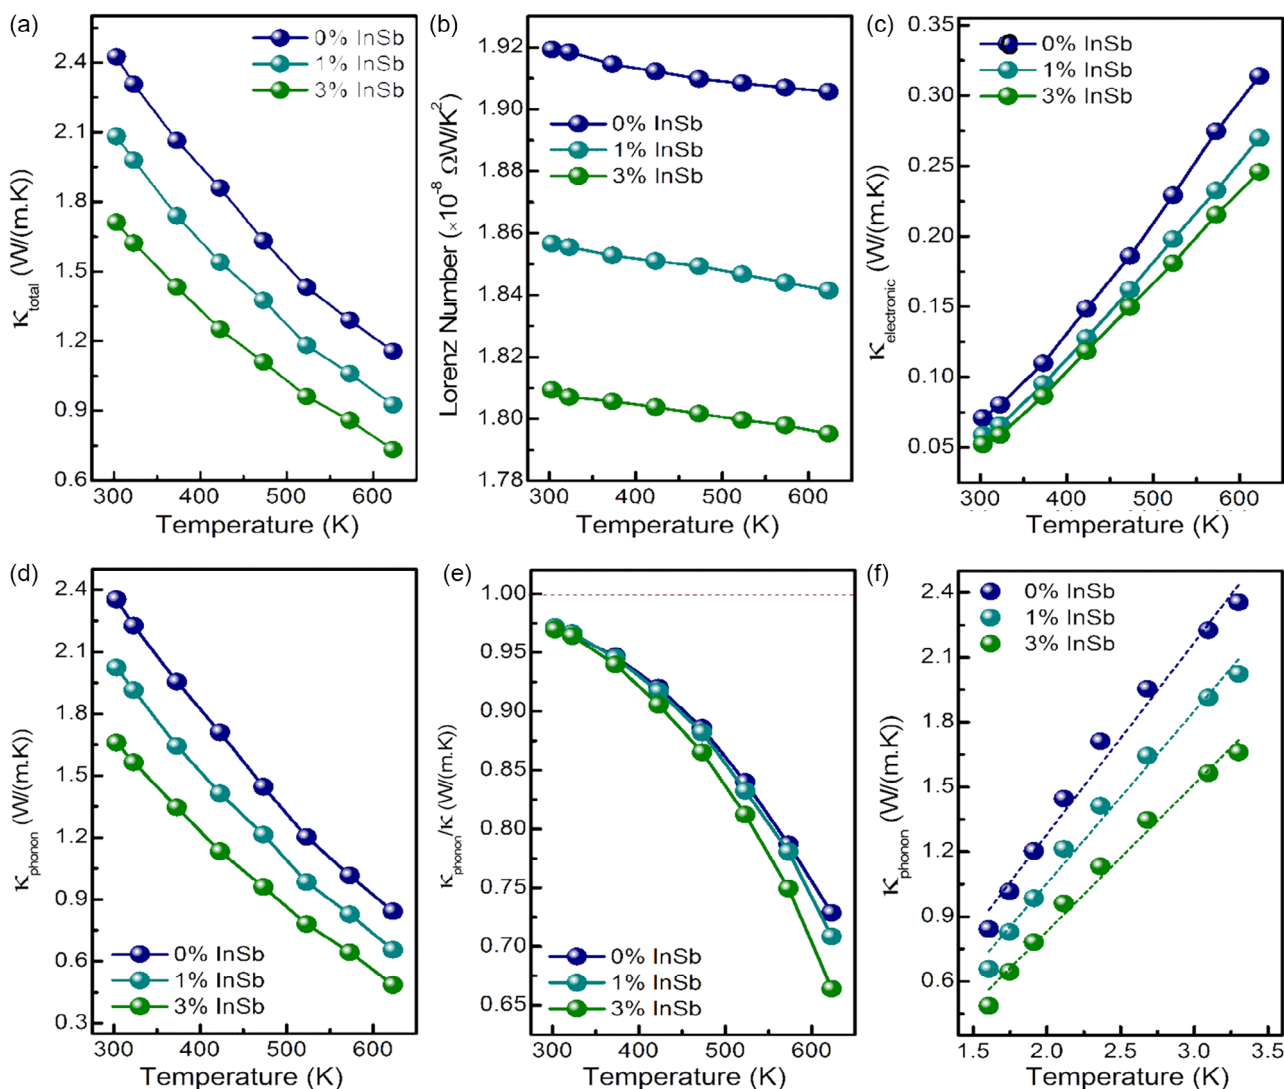 (a)
0% InSb
1% InSb
3% InSb
2.4
2.1
1.8
1.5
1.2
0.9
0.6
κtotal (W/(m.K))
300 400 500 600
Temperature (K)
(b)
0% InSb
1% InSb
3% InSb
1.92
1.90
1.88
1.86
1.84
1.82
1.80
1.78
Lorenz Number (×10⁻⁸ ΩW/K²)
300 400 500 600
Temperature (K)
(c)
0% InSb
1% InSb
3% InSb
0.35
0.30
0.25
0.20
0.15
0.10
0.05
κelectronic (W/(m.K))
300 400 500 600
Temperature (K)
(d)
2.4
2.1
1.8
1.5
1.2
0.9
0.6
0.3
κphonon (W/(m.K))
0% InSb
1% InSb
3% InSb
300 400 500 600
Temperature (K)
(e)
1.00
0.95
0.90
0.85
0.80
0.75
0.70
0.65
κphonon/κ (W/(m.K))
0% InSb
1% InSb
3% InSb
300 400 500 600
Temperature (K)
(f)
0% InSb
1% InSb
3% InSb
2.4
2.1
1.8
1.5
1.2
0.9
0.6
κphonon (W/(m.K))
1.5 2.0 2.5 3.0 3.5
Temperature (K)